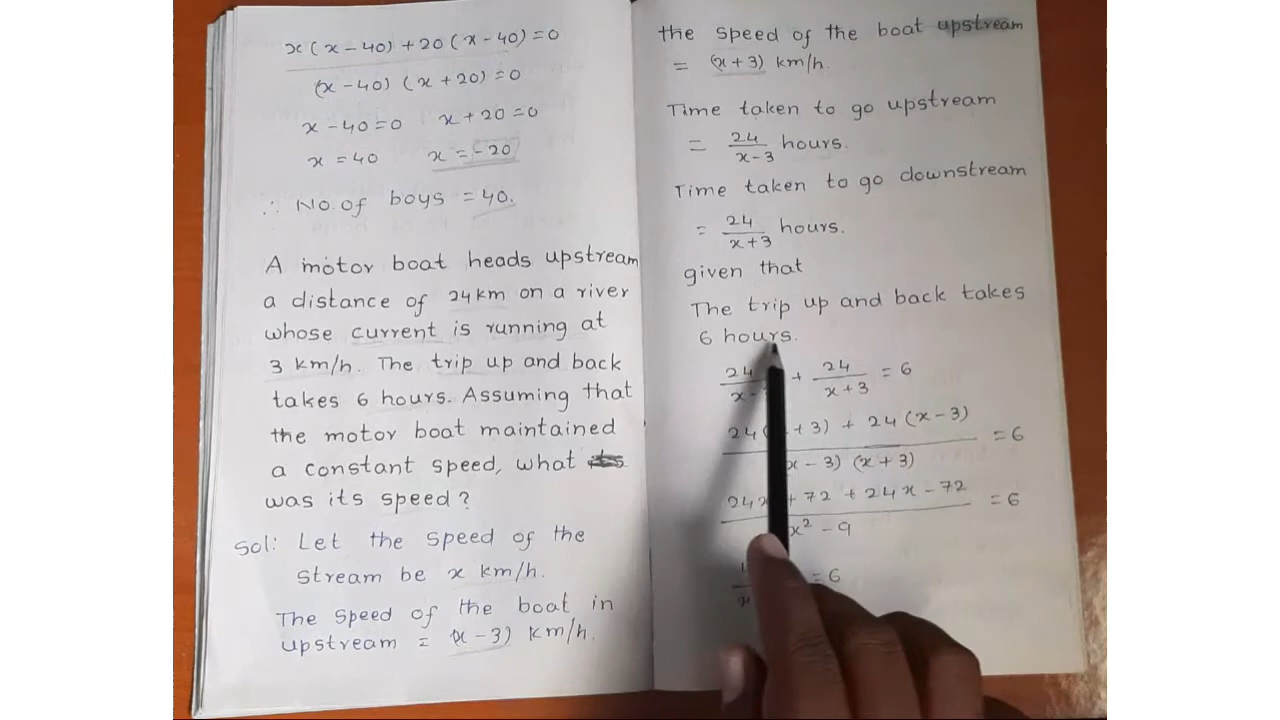 x(x-40)+20(x-40)=0
(x-40)(x+20)=0
x-40=0 x+20=0
x=40 x=-20
∴ No.of boys =40.
A motor boat heads upstream
a distance of 24km on a river
whose current is running at
3 km/h. The trip up and back
takes 6 hours. Assuming that
the motor boat maintained
a constant speed, what
was its speed?
Sol: Let the speed of the
stream be x km/h.
The speed of the boat in
upstream = (x-3) km/h.
the speed of the boat upstream
= (x+3) km/h.
Time taken to go upstream
= 24/x-3 hours.
Time taken to go downstream
= 24/x+3 hours.
given that
The trip up and back takes
6 hours.
24/x- + 24/x+3 = 6
24( +3) + 24(x-3)
x-3) (x+3) =6
24x+72+24x-72
x²-9 =6
=6